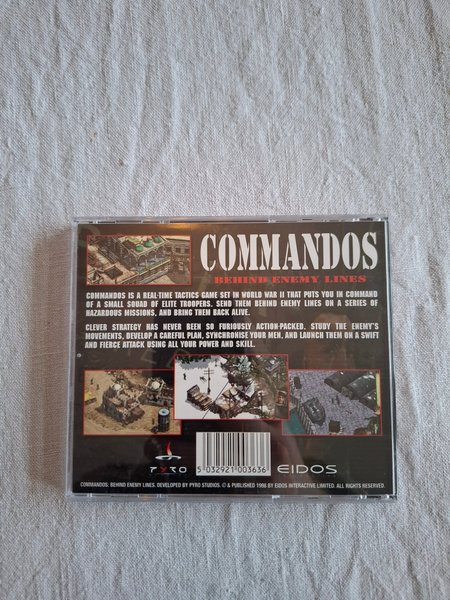 COMMANDOS
BEHIND ENEMY LINES
COMMANDOS IS A REAL-TIME TACTICS GAME SET IN WORLD WAR II THAT PUTS YOU IN COMMAND
OF A SMALL SQUAD OF ELITE TROOPERS. SEND THEM BEHIND ENEMY LINES ON A SERIES OF
HAZARDOUS MISSIONS, AND BRING THEM BACK ALIVE.
CLEVER STRATEGY HAS NEVER BEEN SO FURIOUSLY ACTION-PACKED. STUDY THE ENEMY'S
MOVEMENTS, DEVELOP A CAREFUL PLAN, SYNCHRONISE YOUR MEN, AND LAUNCH THEM ON A SWIFT
AND FIERCE ATTACK USING ALL YOUR POWER AND SKILL.
PYRO
5 032921 003636
EIDOS
COMMANDOS: BEHIND ENEMY LINES. DEVELOPED BY PYRO STUDIOS. © & PUBLISHED 1998 BY EIDOS INTERACTIVE LIMITED. ALL RIGHTS RESERVED.